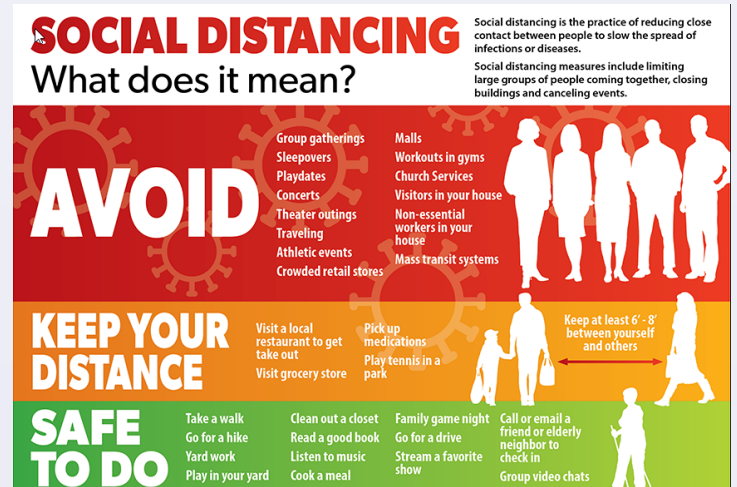 SOCIAL DISTANCING
What does it mean?
Social distancing is the practice of reducing close
contact between people to slow the spread of
infections or diseases.
Social distancing measures include limiting
large groups of people coming together, closing
buildings and canceling events.
AVOID
Group gatherings
Sleepovers
Playdates
Concerts
Theater outings
Traveling
Athletic events
Crowded retail stores
Malls
Workouts in gyms
Church Services
Visitors in your house
Non-essential
workers in your
house
Mass transit systems
KEEP YOUR
DISTANCE
Visit a local
restaurant to get
take out
Visit grocery store
Pick up
medications
Play tennis in a
park
Keep at least 6' - 8'
between yourself
and others
SAFE
TO DO
Take a walk
Go for a hike
Yard work
Play in your yard
Clean out a closet
Read a good book
Listen to music
Cook a meal
Family game night
Go for a drive
Stream a favorite
show
Call or email a
friend or elderly
neighbor to
check in
Group video chats